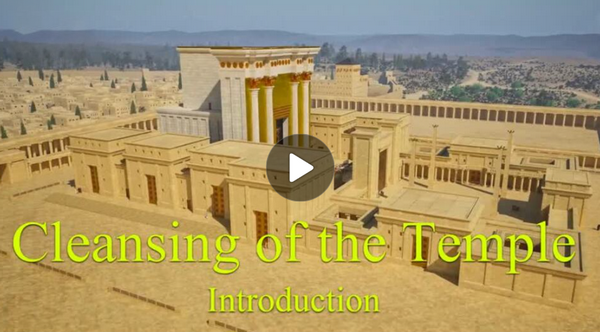 Cleansing of the Temple
Introduction